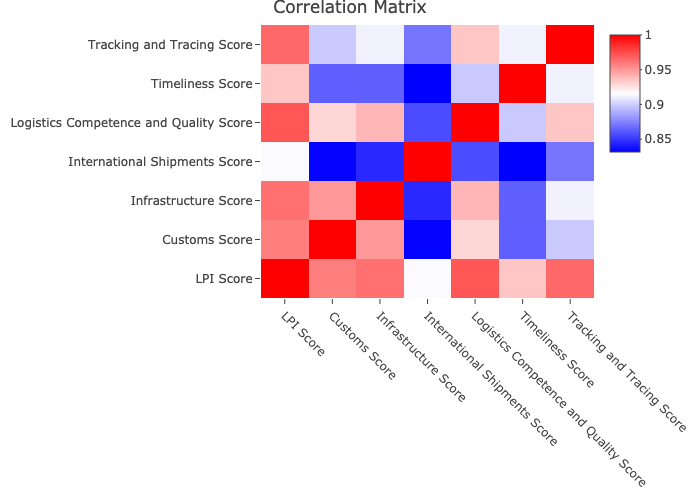 Correlation Matrix
Tracking and Tracing Score
Timeliness Score
Logistics Competence and Quality Score
International Shipments Score
Infrastructure Score
Customs Score
LPI Score
LPI Score
Customs Score
Infrastructure Score
International Shipments Score
Logistics Competence and Quality Score
Timeliness Score
Tracking and Tracing Score
1
0.95
0.9
0.85